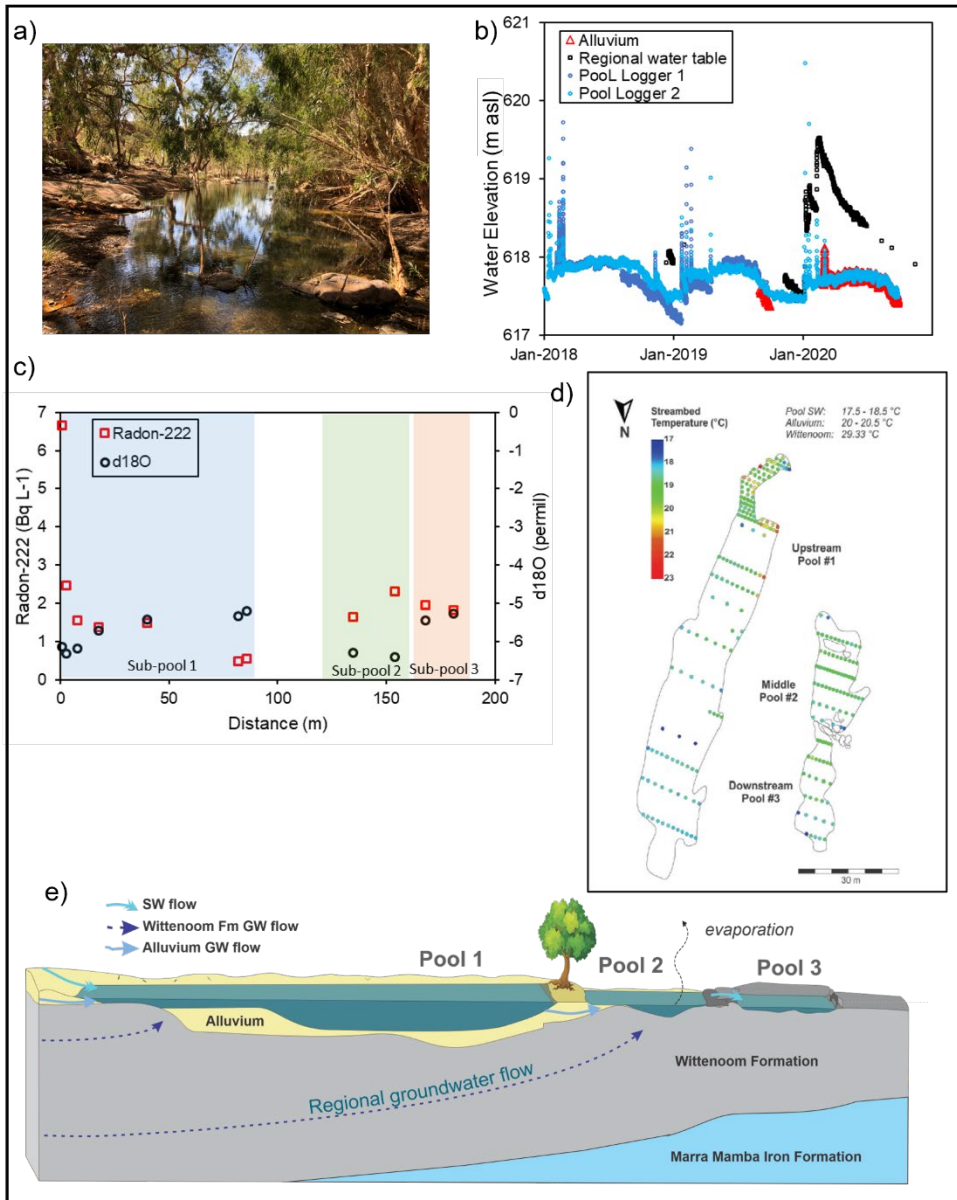 a)
b)
621
620
619
618
617
Water Elevation (m asl)
Alluvium
Regional water table
PooL Logger 1
Pool Logger 2
Jan-2018
Jan-2019
Jan-2020
c)
7
6
5
4
3
2
1
0
Radon-222 (Bq L-1)
Radon-222
d18O
0
-1
-2
-3
-4
-5
-6
-7
d18O (permil)
Sub-pool 1
Sub-pool 2
Sub-pool 3
0
50
100
150
200
Distance (m)
d)
N
Streambed
Temperature (°C)
17
18
19
20
21
22
23
Pool SW: 17.5 - 18.5 °C
Alluvium: 20 - 20.5 °C
Wittenoom: 29.33 °C
Upstream
Pool #1
Middle
Pool #2
Downstream
Pool #3
30 m
e)
SW flow
Wittenoom Fm GW flow
Alluvium GW flow
Pool 1
Pool 2
evaporation
Pool 3
Alluvium
Wittenoom Formation
Regional groundwater flow
Marra Mamba Iron Formation